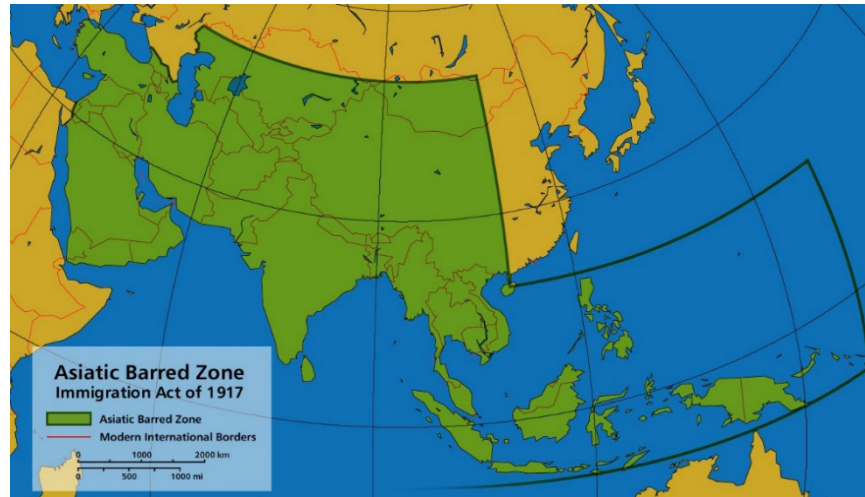 Asiatic Barred Zone
Immigration Act of 1917
Asiatic Barred Zone
Modern International Borders
0 1000 2000 km
0 500 1000 mi